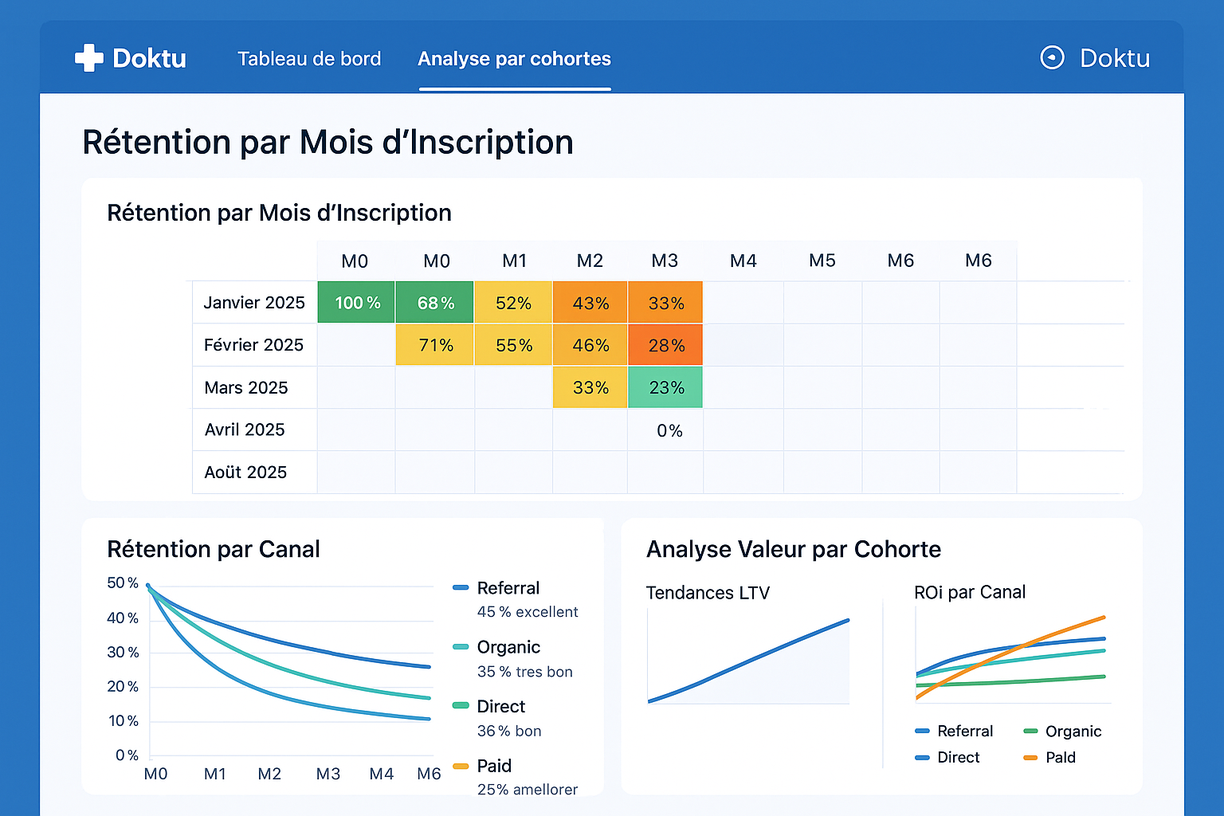 Doktu Tableau de bord Analyse par cohortes Doktu
Rétention par Mois d’Inscription
Rétention par Mois d’Inscription
M0 M0 M1 M2 M3 M4 M5 M6 M6
Janvier 2025 100 % 68 % 52% 43% 33%
Février 2025 71% 55% 46% 28%
Mars 2025 33% 23%
Avril 2025 0%
Août 2025
Rétention par Canal
50 %
40 %
30 %
20 %
10 %
0 %
M0 M1 M2 M3 M4 M6
Referral
45 % excellent
Organic
35 % tres bon
Direct
36 % bon
Paid
25% amellorer
Analyse Valeur par Cohorte
Tendances LTV
ROi par Canal
Referral Organic
Direct Pald